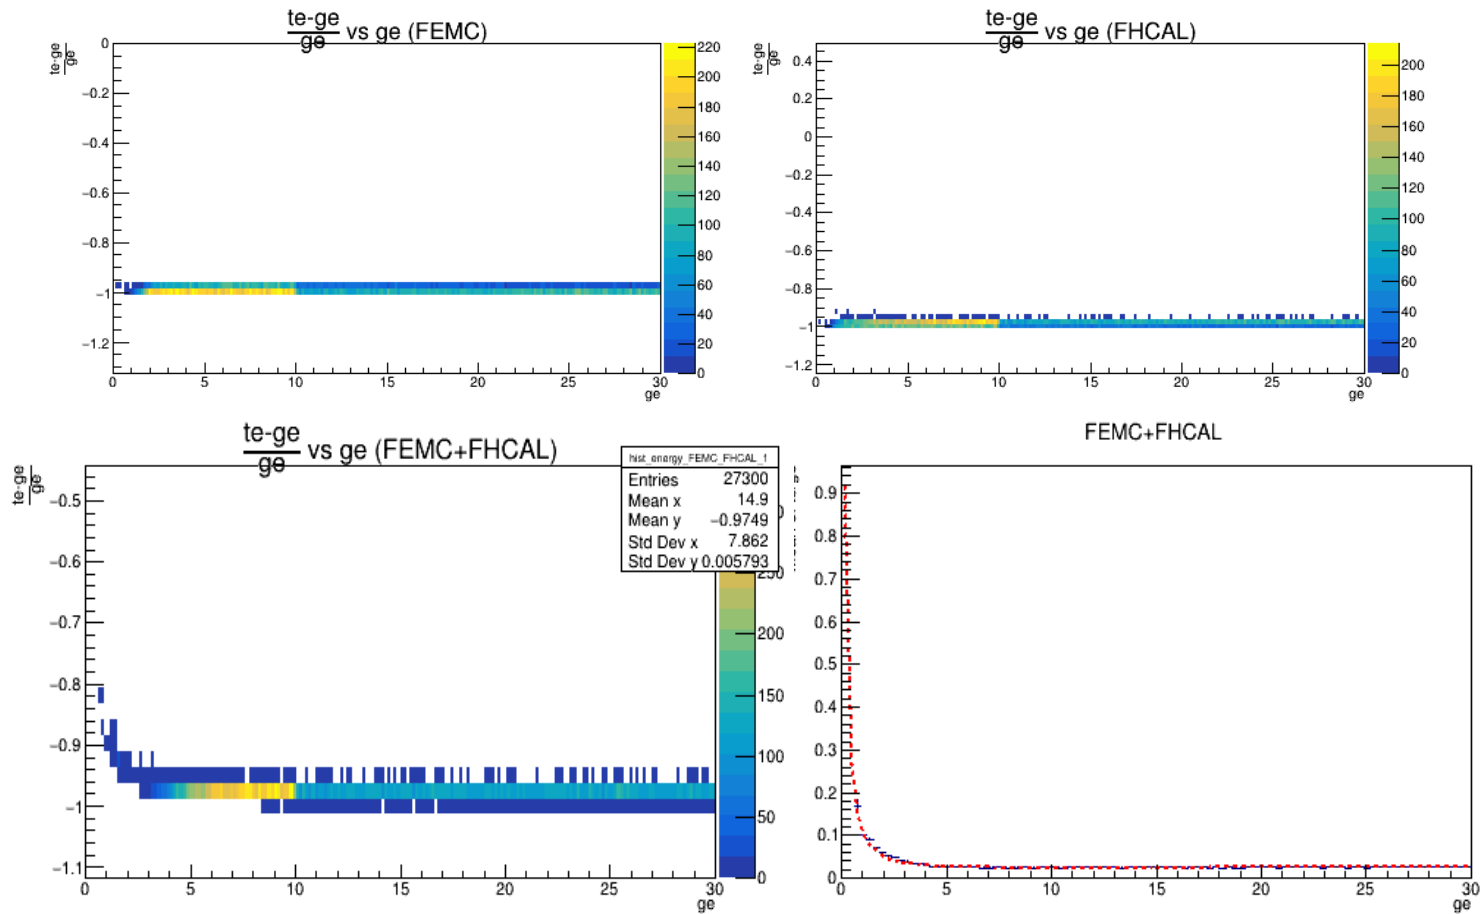 te-ge
ge
vs ge (FEMC)
te-ge
ge
0
−0.2
−0.4
−0.6
−0.8
−1
−1.2
0 5 10 15 20 25 30
ge
220
200
180
160
140
120
100
80
60
40
20
0
te-ge
ge
vs ge (FHCAL)
te-ge
ge
0.4
0.2
0
−0.2
−0.4
−0.6
−0.8
−1
−1.2
0 5 10 15 20 25 30
ge
200
180
160
140
120
100
80
60
40
20
0
te-ge
ge
vs ge (FEMC+FHCAL)
te-ge
ge
−0.5
−0.6
−0.7
−0.8
−0.9
−1
−1.1
0 5 10 15 20 25 30
ge
hist_energy_FEMC_FHCAL_1
Entries 27300
Mean x 14.9
Mean y −0.9749
Std Dev x 7.862
Std Dev y 0.005793
250
200
150
100
50
0
FEMC+FHCAL
0.9
0.8
0.7
0.6
0.5
0.4
0.3
0.2
0.1
0
0 5 10 15 20 25 30
ge